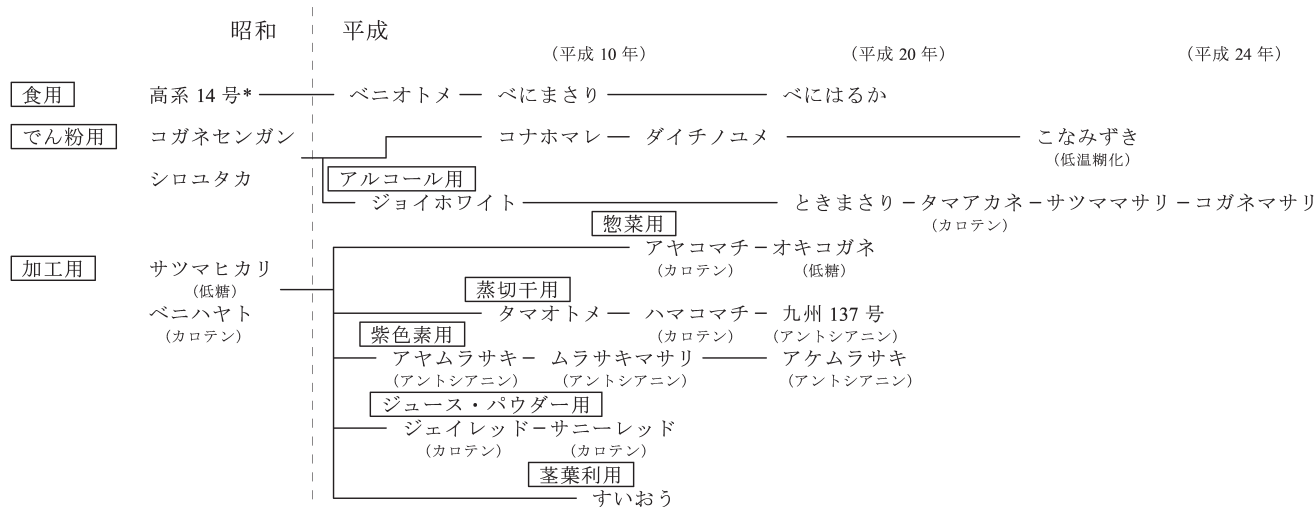 昭和 平成
（平成 10 年） （平成 20 年） （平成 24 年）
食用 高系 14 号* ベニオトメ べにまさり べにはるか
でん粉用 コガネセンガン コナホマレ ダイチノユメ こなみずき
（低温糊化）
シロユタカ アルコール用
ジョイホワイト ときまさり タマアカネ サツママサリ コガネマサリ
（カロテン）
惣菜用
アヤコマチ オキコガネ
（カロテン） （低糖）
加工用 サツマヒカリ
（低糖）
蒸切干用
ベニハヤト タマオトメ ハマコマチ 九州 137 号
（カロテン） （カロテン） （アントシアニン）
紫色素用
アヤムラサキ ムラサキマサリ アケムラサキ
（アントシアニン） （アントシアニン） （アントシアニン）
ジュース・パウダー用
ジェイレッド サニーレッド
（カロテン） （カロテン）
茎葉利用
すいおう